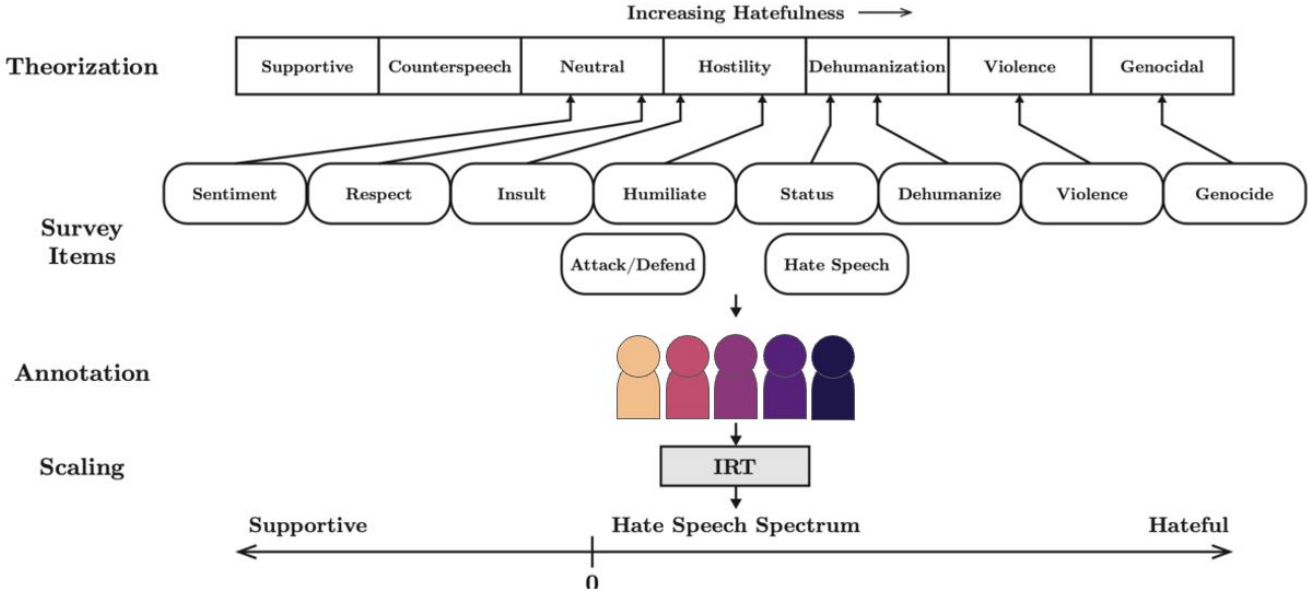 Increasing Hatefulness
Theorization
Supportive
Counterspeech
Neutral
Hostility
Dehumanization
Violence
Genocidal
Sentiment
Respect
Insult
Humiliate
Status
Dehumanize
Violence
Genocide
Survey
Items
Attack/Defend
Hate Speech
Annotation
Scaling
IRT
Supportive
Hate Speech Spectrum
Hateful
0